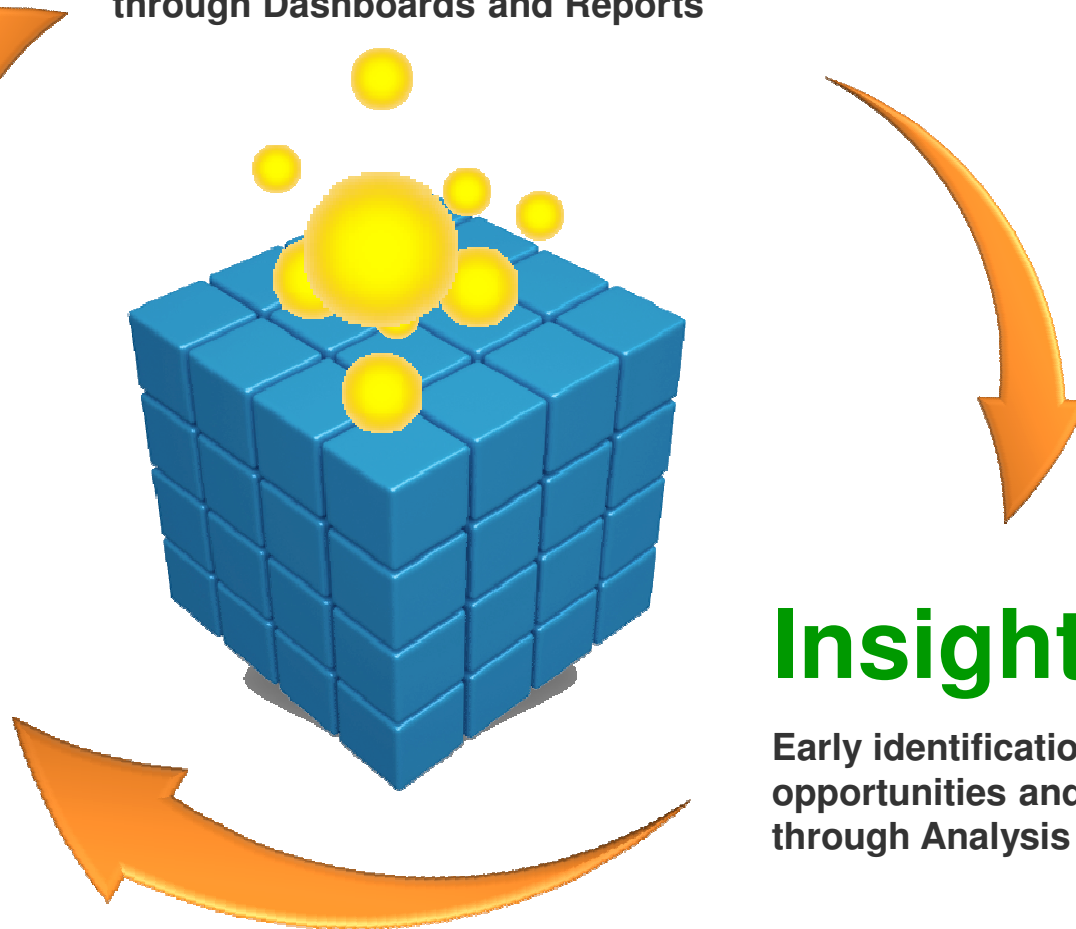 through Dashboards and Reports
Insight
Early identificatio
opportunities and
through Analysis